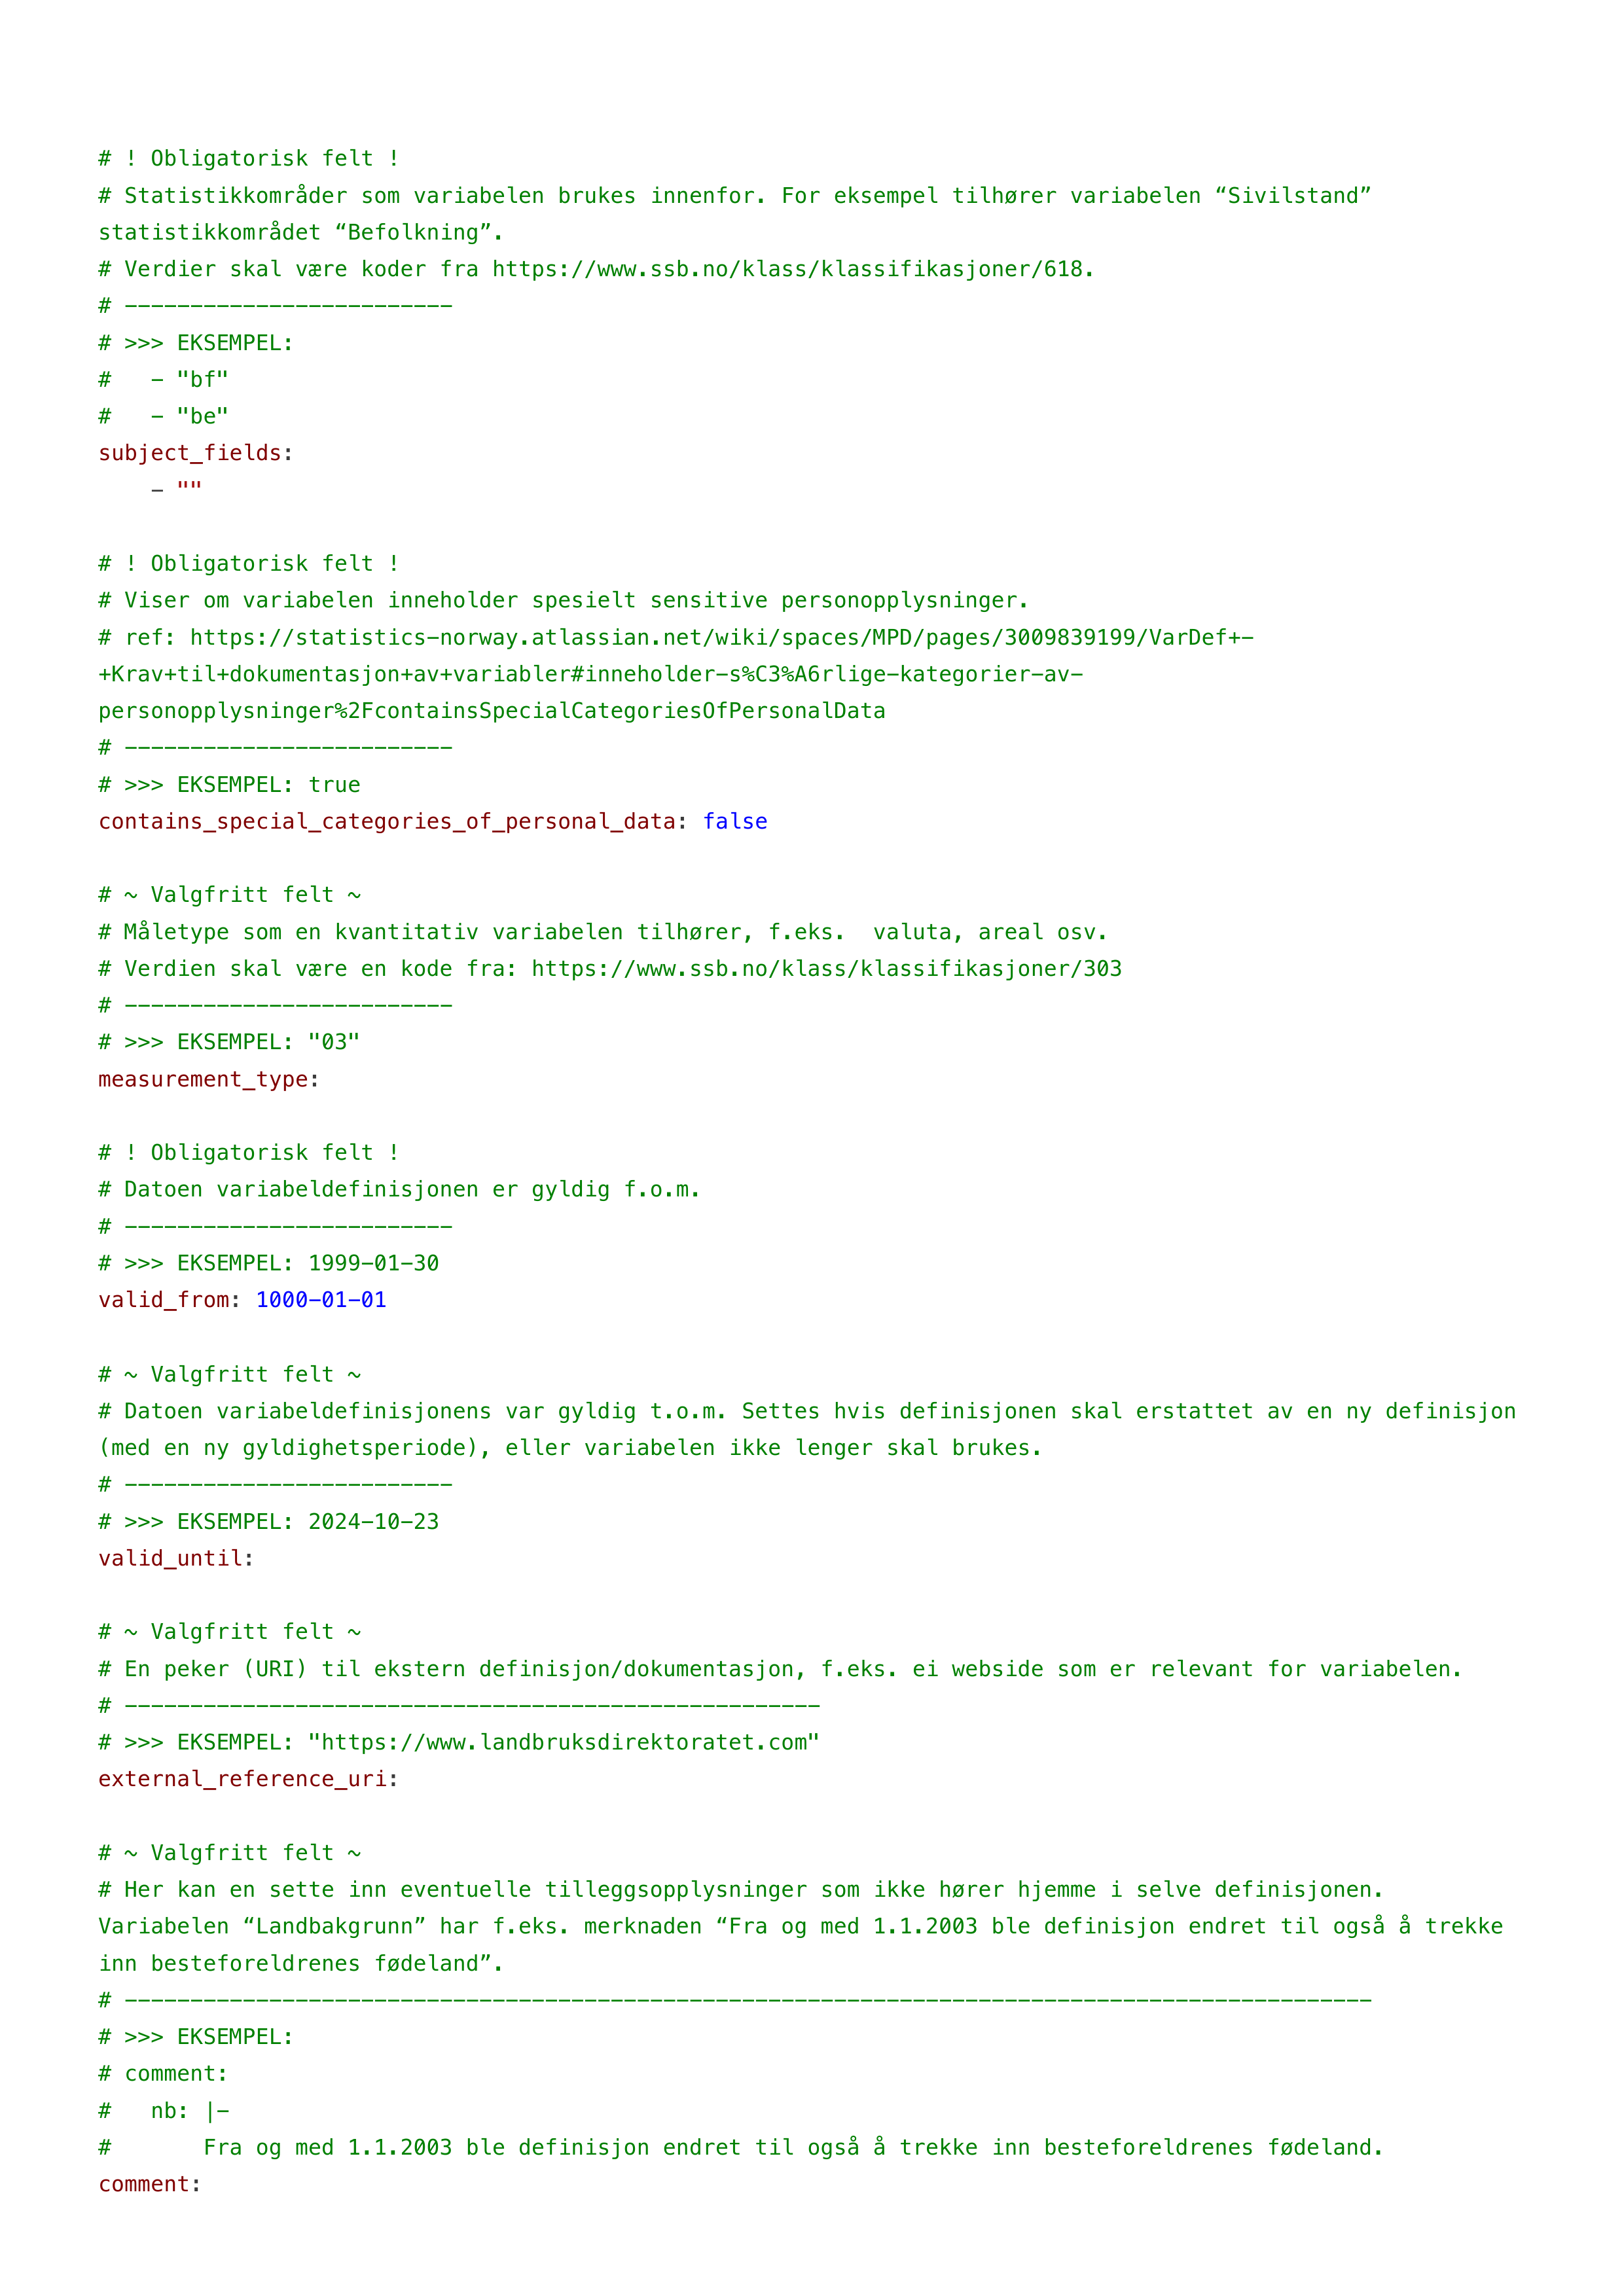 # ! Obligatorisk felt !
# Statistikkområder som variabelen brukes innenfor. For eksempel tilhører variabelen “Sivilstand”
statistikkområdet “Befolkning”.
# Verdier skal være koder fra https://www.ssb.no/klass/klassifikasjoner/618.
# -------------------------
# >>> EKSEMPEL:
#   - "bf"
#   - "be"
subject_fields:
    - ""
# ! Obligatorisk felt !
# Viser om variabelen inneholder spesielt sensitive personopplysninger.
# ref: https://statistics-norway.atlassian.net/wiki/spaces/MPD/pages/3009839199/VarDef+-
+Krav+til+dokumentasjon+av+variabler#inneholder-s%C3%A6rlige-kategorier-av-
personopplysninger%2FcontainsSpecialCategoriesOfPersonalData
# -------------------------
# >>> EKSEMPEL: true
contains_special_categories_of_personal_data: false
# ~ Valgfritt felt ~
# Måletype som en kvantitativ variabelen tilhører, f.eks.  valuta, areal osv.
# Verdien skal være en kode fra: https://www.ssb.no/klass/klassifikasjoner/303
# -------------------------
# >>> EKSEMPEL: "03"
measurement_type:
# ! Obligatorisk felt !
# Datoen variabeldefinisjonen er gyldig f.o.m.
# -------------------------
# >>> EKSEMPEL: 1999-01-30
valid_from: 1000-01-01
# ~ Valgfritt felt ~
# Datoen variabeldefinisjonens var gyldig t.o.m. Settes hvis definisjonen skal erstattet av en ny definisjon
(med en ny gyldighetsperiode), eller variabelen ikke lenger skal brukes.
# -------------------------
# >>> EKSEMPEL: 2024-10-23
valid_until:
# ~ Valgfritt felt ~
# En peker (URI) til ekstern definisjon/dokumentasjon, f.eks. ei webside som er relevant for variabelen.
# -----------------------------------------------------
# >>> EKSEMPEL: "https://www.landbruksdirektoratet.com"
external_reference_uri:
# ~ Valgfritt felt ~
# Her kan en sette inn eventuelle tilleggsopplysninger som ikke hører hjemme i selve definisjonen.
Variabelen “Landbakgrunn” har f.eks. merknaden “Fra og med 1.1.2003 ble definisjon endret til også å trekke
inn besteforeldrenes fødeland”.
# -----------------------------------------------------------------------------------------------
# >>> EKSEMPEL:
# comment:
#   nb: |-
#       Fra og med 1.1.2003 ble definisjon endret til også å trekke inn besteforeldrenes fødeland.
comment: